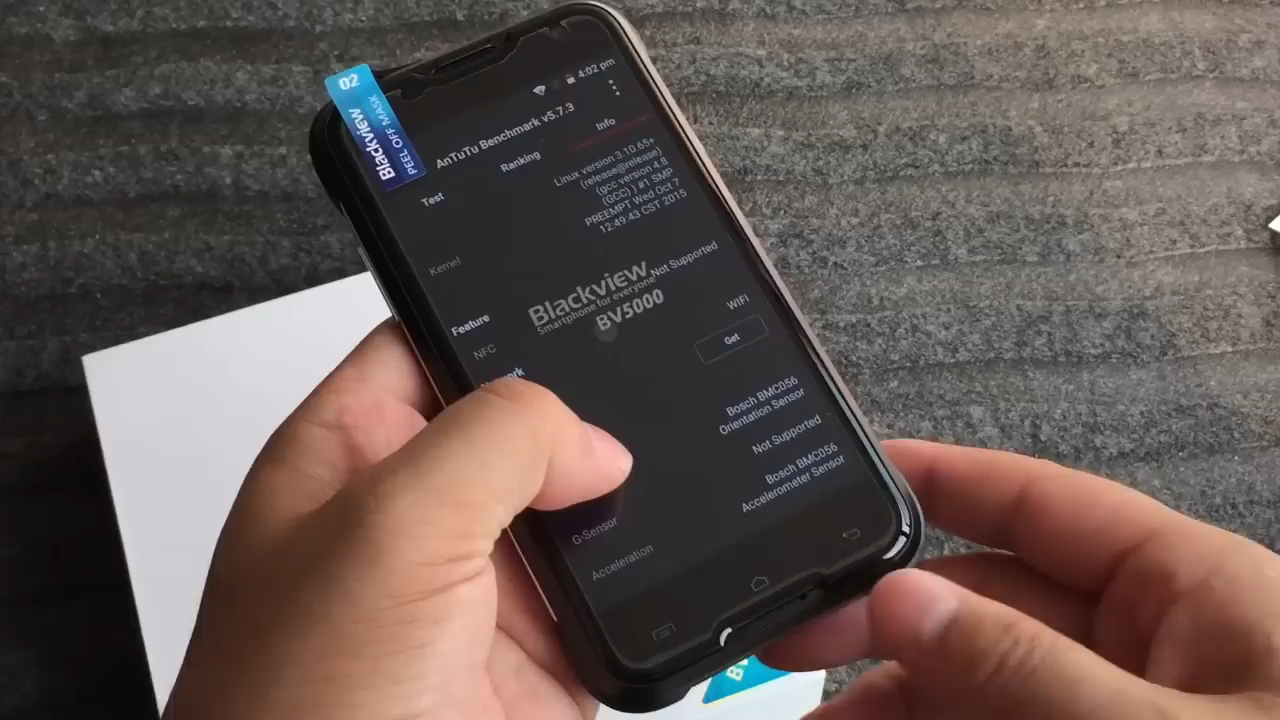 02
Blackview
PEEL OFF MASK
4:02 pm
AnTuTu Benchmark v5.7.3
Test
Ranking
Info
Kernel
Linux version 3.10.65+
(release@release)
(gcc version 4.8
(GCC) ) #1 SMP
PREEMPT Wed Oct 7
12:49:43 CST 2015
Feature
NFC
Not Supported
Blackview
Smartphone for everyone
BV5000
WIFI
Get
Bosch BMC056
Orientation Sensor
Not Supported
G-Sensor
Bosch BMC056
Accelerometer Sensor
Acceleration